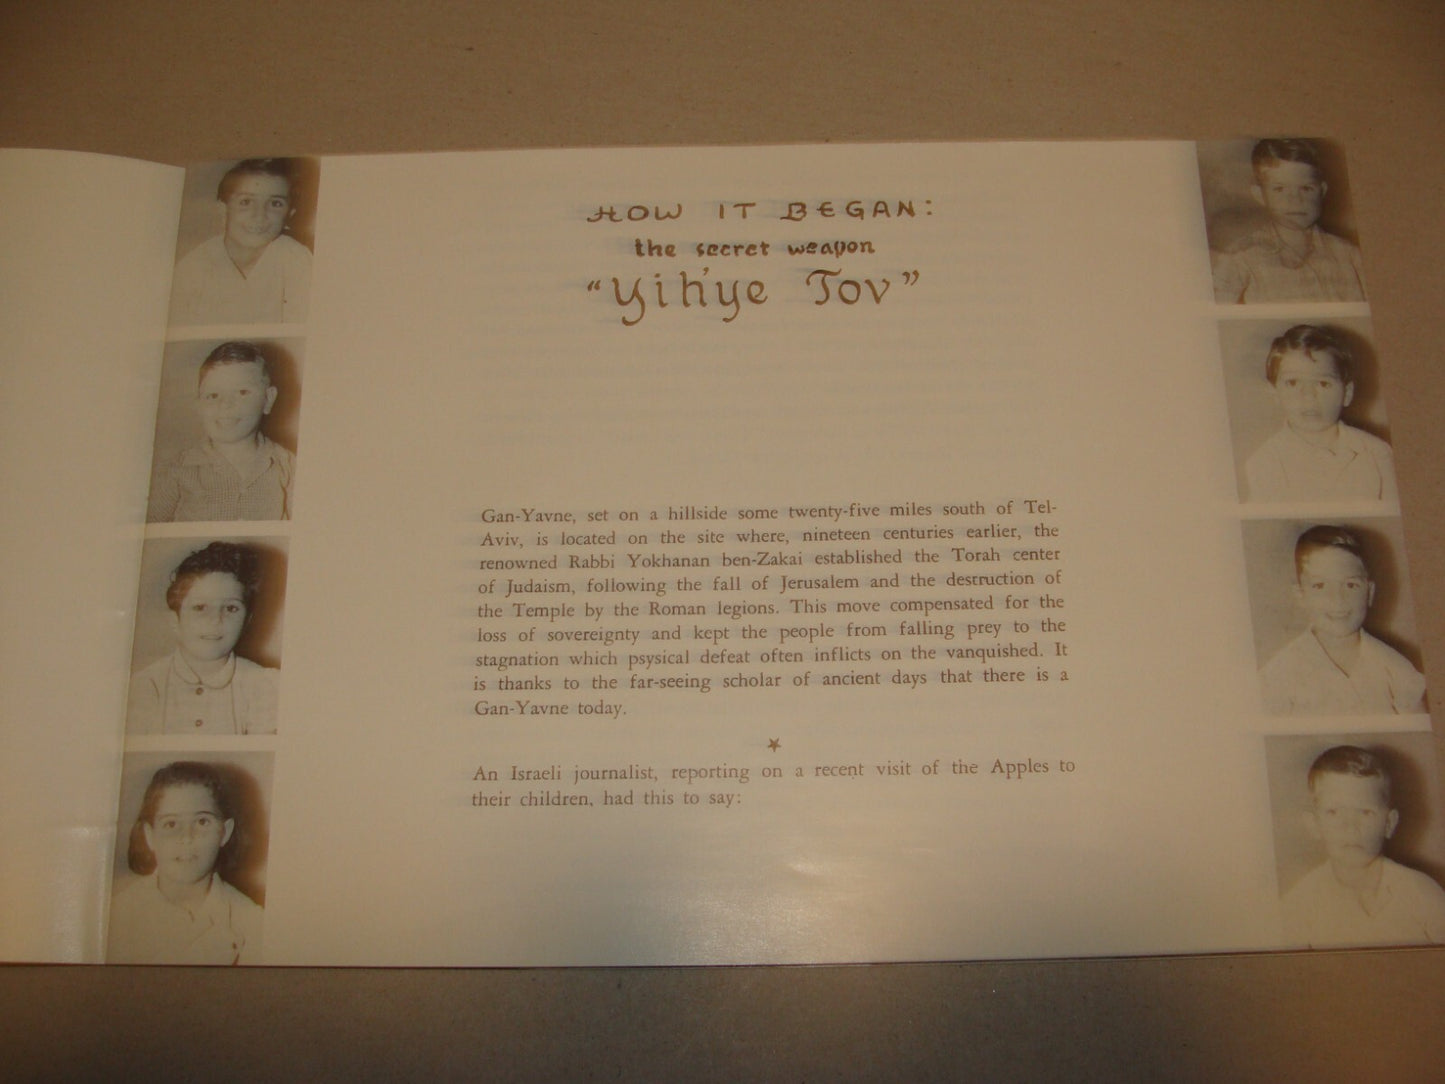 HOW IT BEGAN:
the secret weapon
"Yih'ye Tov"
Gan-Yavne, set on a hillside some twenty-five miles south of Tel-
Aviv, is located on the site where, nineteen centuries earlier, the
renowned Rabbi Yokhanan ben-Zakai established the Torah center
of Judaism, following the fall of Jerusalem and the destruction of
the Temple by the Roman legions. This move compensated for the
loss of sovereignty and kept the people from falling prey to the
stagnation which psysical defeat often inflicts on the vanquished. It
is thanks to the far-seeing scholar of ancient days that there is a
Gan-Yavne today.
An Israeli journalist, reporting on a recent visit of the Apples to
their children, had this to say: